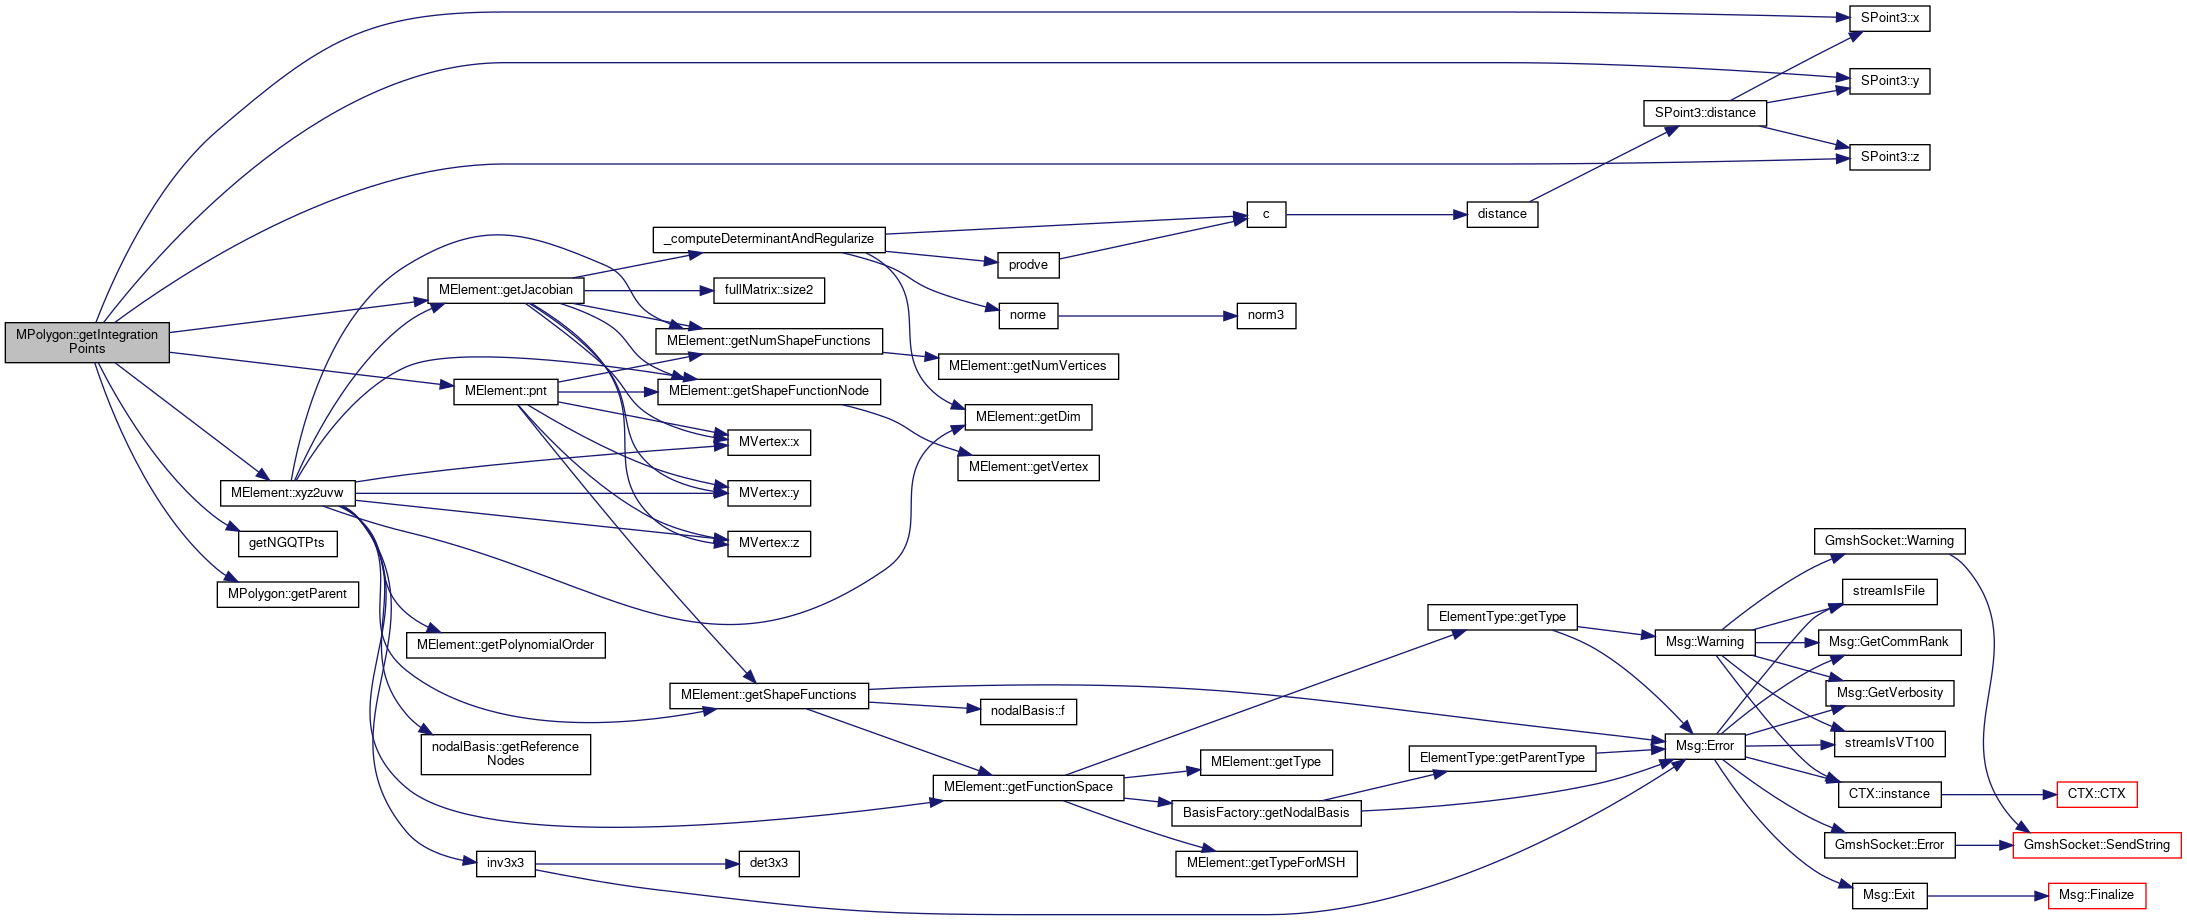 MPolygon::getIntegration
Points
SPoint3::x
SPoint3::y
SPoint3::z
SPoint3::distance
distance
c
_computeDeterminantAndRegularize
prodve
norme
norm3
MElement::getJacobian
fullMatrix::size2
MElement::getNumShapeFunctions
MElement::getNumVertices
MElement::pnt
MElement::getShapeFunctionNode
MElement::getDim
MElement::getVertex
MVertex::x
MVertex::y
MVertex::z
MElement::xyz2uvw
getNGQTPts
MPolygon::getParent
MElement::getPolynomialOrder
MElement::getShapeFunctions
nodalBasis::f
nodalBasis::getReference
Nodes
MElement::getFunctionSpace
MElement::getType
BasisFactory::getNodalBasis
MElement::getTypeForMSH
inv3x3
det3x3
ElementType::getType
ElementType::getParentType
Msg::Warning
Msg::Error
GmshSocket::Warning
streamIsFile
Msg::GetCommRank
Msg::GetVerbosity
streamIsVT100
CTX::instance
CTX::CTX
GmshSocket::Error
GmshSocket::SendString
Msg::Exit
Msg::Finalize